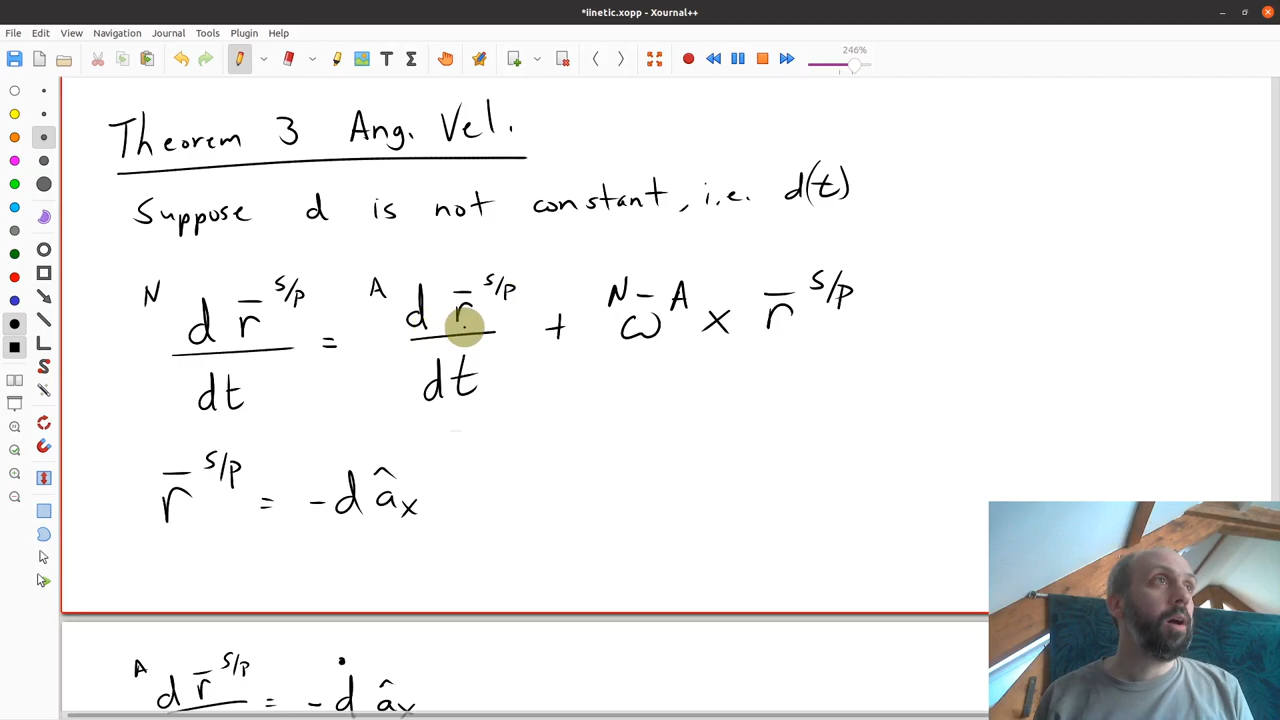 *iinetic.xopp - Xournal++
File Edit View Navigation Journal Tools Plugin Help
246%
Theorem 3 Ang. Vel.
Suppose d is not constant, i.e. d(t)
N d r̄ S/P / dt = A d r̄ S/P / dt + N ω̄ A × r̄ S/P
r̄ S/P = -d âx
A d r̄ S/P = -ḋ âx